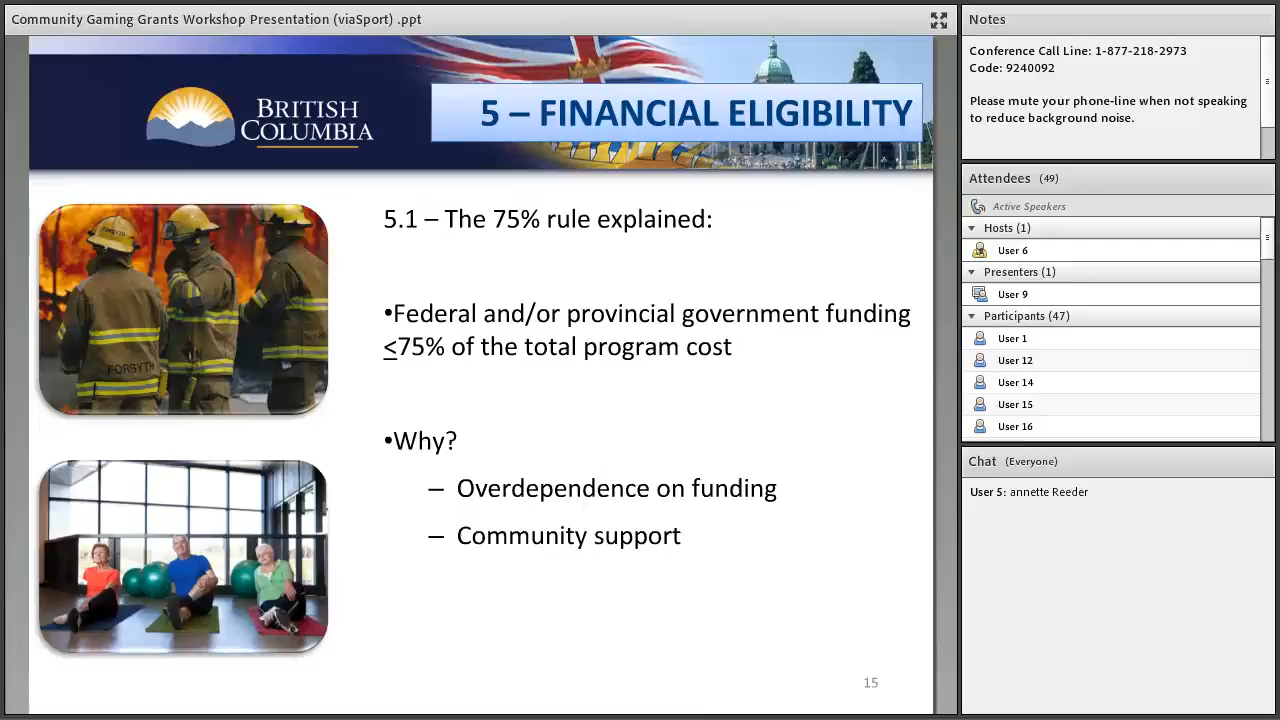 Community Gaming Grants Workshop Presentation (viaSport) .ppt
BRITISH
COLUMBIA
5 – FINANCIAL ELIGIBILITY
FORSYTH
FORSYTH
5.1 – The 75% rule explained:
•Federal and/or provincial government funding
<75% of the total program cost
•Why?
– Overdependence on funding
– Community support
15
Notes
Conference Call Line: 1-877-218-2973
Code: 9240092
Please mute your phone-line when not speaking
to reduce background noise.
Attendees (49)
Active Speakers
Hosts (1)
User 6
Presenters (1)
User 9
Participants (47)
User 1
User 12
User 14
User 15
User 16
Chat (Everyone)
User 5: annette Reeder